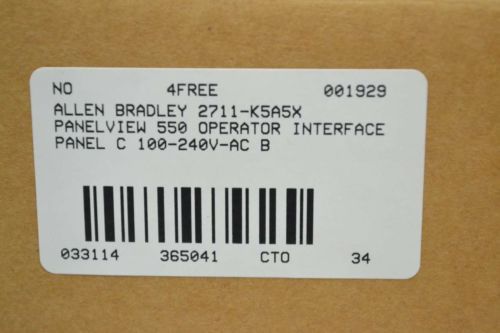 NO 4FREE 001929
ALLEN BRADLEY 2711-K5A5X
PANELVIEW 550 OPERATOR INTERFACE
PANEL C 100-240V-AC B
033114 365041 CTO 34